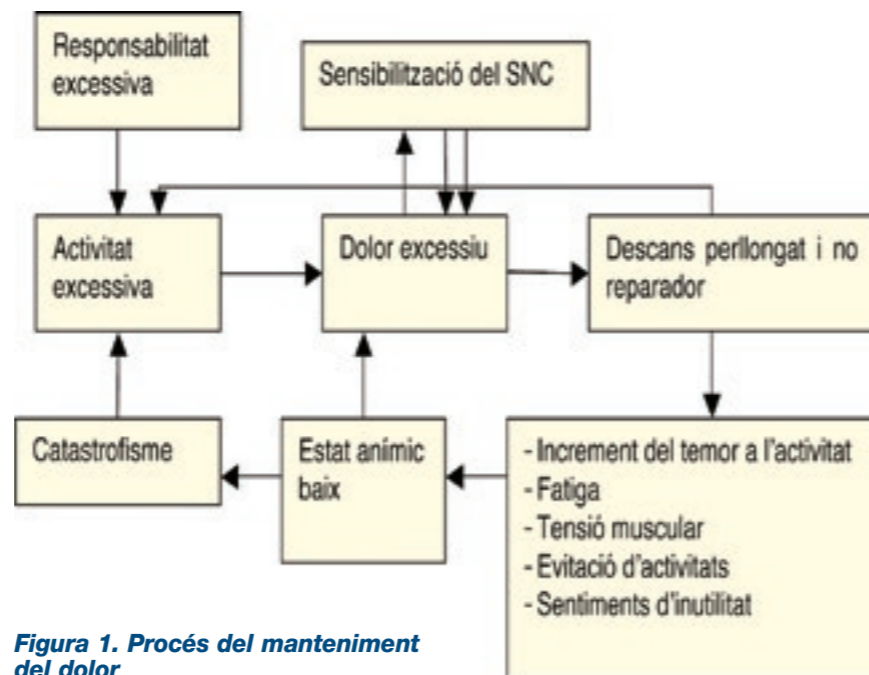 Responsabilitat
excessiva
Sensibilització del SNC
Activitat
excessiva
Dolor excessiu
Descans perllongat i no
reparador
Catastrofisme
Estat anímic
baix
- Increment del temor a l'activitat
- Fatiga
- Tensió muscular
- Evitació d'activitats
- Sentiments d'inutilitat
Figura 1. Procés del manteniment
del dolor